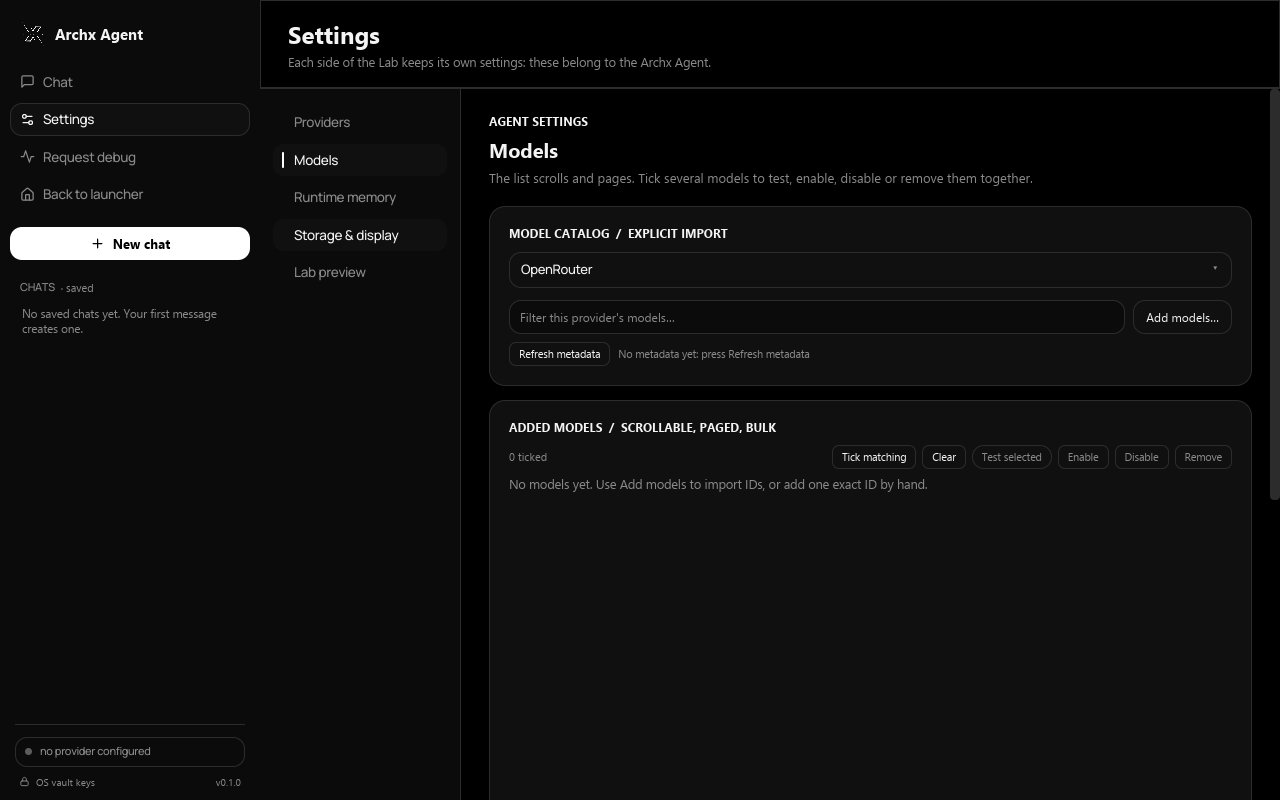 Archx Agent
Chat
Settings
Request debug
Back to launcher
+ New chat
CHATS · saved
No saved chats yet. Your first message
creates one.
no provider configured
OS vault keys
v0.1.0
Settings
Each side of the Lab keeps its own settings: these belong to the Archx Agent.
Providers
Models
Runtime memory
Storage & display
Lab preview
AGENT SETTINGS
Models
The list scrolls and pages. Tick several models to test, enable, disable or remove them together.
MODEL CATALOG / EXPLICIT IMPORT
OpenRouter
Filter this provider's models...
Add models...
Refresh metadata
No metadata yet: press Refresh metadata
ADDED MODELS / SCROLLABLE, PAGED, BULK
0 ticked
Tick matching
Clear
Test selected
Enable
Disable
Remove
No models yet. Use Add models to import IDs, or add one exact ID by hand.